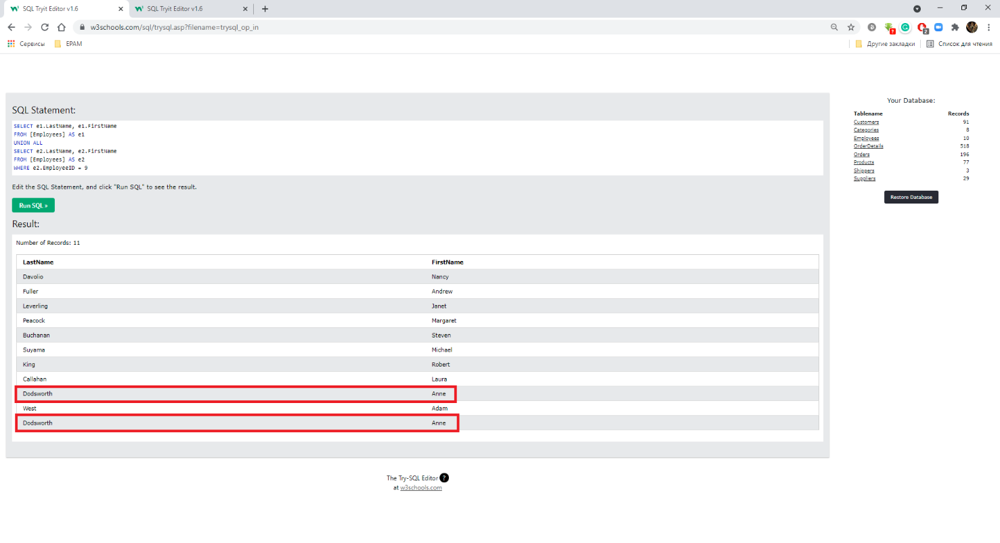 SQL Tryit Editor v1.6
SQL Tryit Editor v1.6
w3schools.com/sql/trysql.asp?filename=trysql_op_in
? 2
Сервисы EPAM
Другие закладки Список для чтения
SQL Statement:
SELECT e1.LastName, e1.FirstName
FROM [Employees] AS e1
UNION ALL
SELECT e2.LastName, e2.FirstName
FROM [Employees] AS e2
WHERE e2.EmployeeID = 9
Edit the SQL Statement, and click "Run SQL" to see the result.
Run SQL »
Result:
Number of Records: 11
LastName FirstName
Davolio Nancy
Fuller Andrew
Leverling Janet
Peacock Margaret
Buchanan Steven
Suyama Michael
King Robert
Callahan Laura
Dodsworth Anne
West Adam
Dodsworth Anne
Your Database:
Tablename Records
Customers 91
Categories 8
Employees 10
OrderDetails 518
Orders 196
Products 77
Shippers 3
Suppliers 29
Restore Database
The Try-SQL Editor ?
at w3schools.com